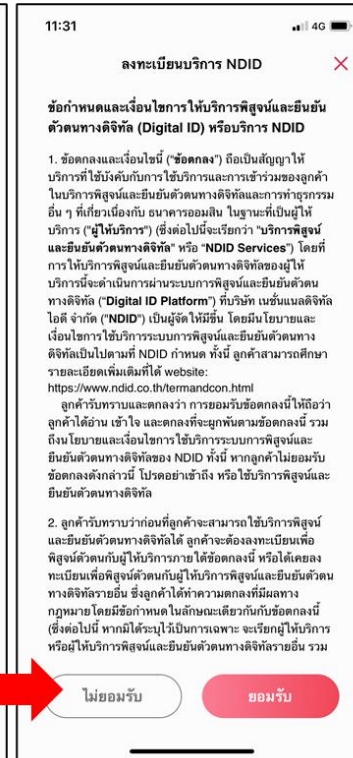 11:31
4G
ลงทะเบียนบริการ NDID
ข้อกำหนดและเงื่อนไขการให้บริการพิสูจน์และยืนยัน
ตัวตนทางดิจิทัล (Digital ID) หรือบริการ NDID
1. ข้อตกลงและเงื่อนไขนี้ ("ข้อตกลง") ถือเป็นสัญญาให้
บริการที่ใช้บังคับกับการใช้บริการและการเข้าร่วมของลูกค้า
ในบริการพิสูจน์และยืนยันตัวตนทางดิจิทัลและการทำธุรกรรม
อื่น ๆ ที่เกี่ยวเนื่องกับ ธนาคารออมสิน ในฐานะที่เป็นผู้ให้
บริการ ("ผู้ให้บริการ") (ซึ่งต่อไปนี้จะเรียกว่า "บริการพิสูจน์
และยืนยันตัวตนทางดิจิทัล" หรือ "NDID Services") โดยที่
การให้บริการพิสูจน์และยืนยันตัวตนทางดิจิทัลของผู้ให้
บริการนี้จะดำเนินการผ่านระบบการพิสูจน์และยืนยันตัวตน
ทางดิจิทัล ("Digital ID Platform") ที่บริษัท เนชั่นแนลดิจิทัล
ไอดี จำกัด ("NDID") เป็นผู้จัดให้มีขึ้น โดยมีนโยบายและ
เงื่อนไขการใช้บริการระบบการพิสูจน์และยืนยันตัวตนทาง
ดิจิทัลเป็นไปตามที่ NDID กำหนด ทั้งนี้ ลูกค้าสามารถศึกษา
รายละเอียดเพิ่มเติมที่ได้ website:
https://www.ndid.co.th/termandcon.html
ลูกค้ารับทราบและตกลงว่า การยอมรับข้อตกลงนี้ให้ถือว่า
ลูกค้าได้อ่าน เข้าใจ และตกลงที่จะผูกพันตามข้อตกลงนี้ รวม
ถึงนโยบายและเงื่อนไขการใช้บริการระบบการพิสูจน์และ
ยืนยันตัวตนทางดิจิทัลของ NDID ทั้งนี้ หากลูกค้าไม่ยอมรับ
ข้อตกลงดังกล่าวนี้ โปรดอย่าเข้าถึง หรือใช้บริการพิสูจน์และ
ยืนยันตัวตนทางดิจิทัล
2. ลูกค้ารับทราบว่าก่อนที่ลูกค้าจะสามารถใช้บริการพิสูจน์
และยืนยันตัวตนทางดิจิทัลได้ ลูกค้าจะต้องลงทะเบียนเพื่อ
พิสูจน์ตัวตนกับผู้ให้บริการภายใต้ข้อตกลงนี้ หรือได้เคยลง
ทะเบียนเพื่อพิสูจน์ตัวตนกับผู้ให้บริการพิสูจน์และยืนยันตัวตน
ทางดิจิทัลรายอื่น ซึ่งลูกค้าได้ทำความตกลงที่มีผลทาง
กฎหมายโดยมีข้อกำหนดในลักษณะเดียวกันกับข้อตกลงนี้
(ซึ่งต่อไปนี้ หากมิได้ระบุไว้เป็นการเฉพาะ จะเรียกผู้ให้บริการ
หรือผู้ให้บริการพิสูจน์และยืนยันตัวตนทางดิจิทัลรายอื่น รวม
ไม่ยอมรับ
ยอมรับ